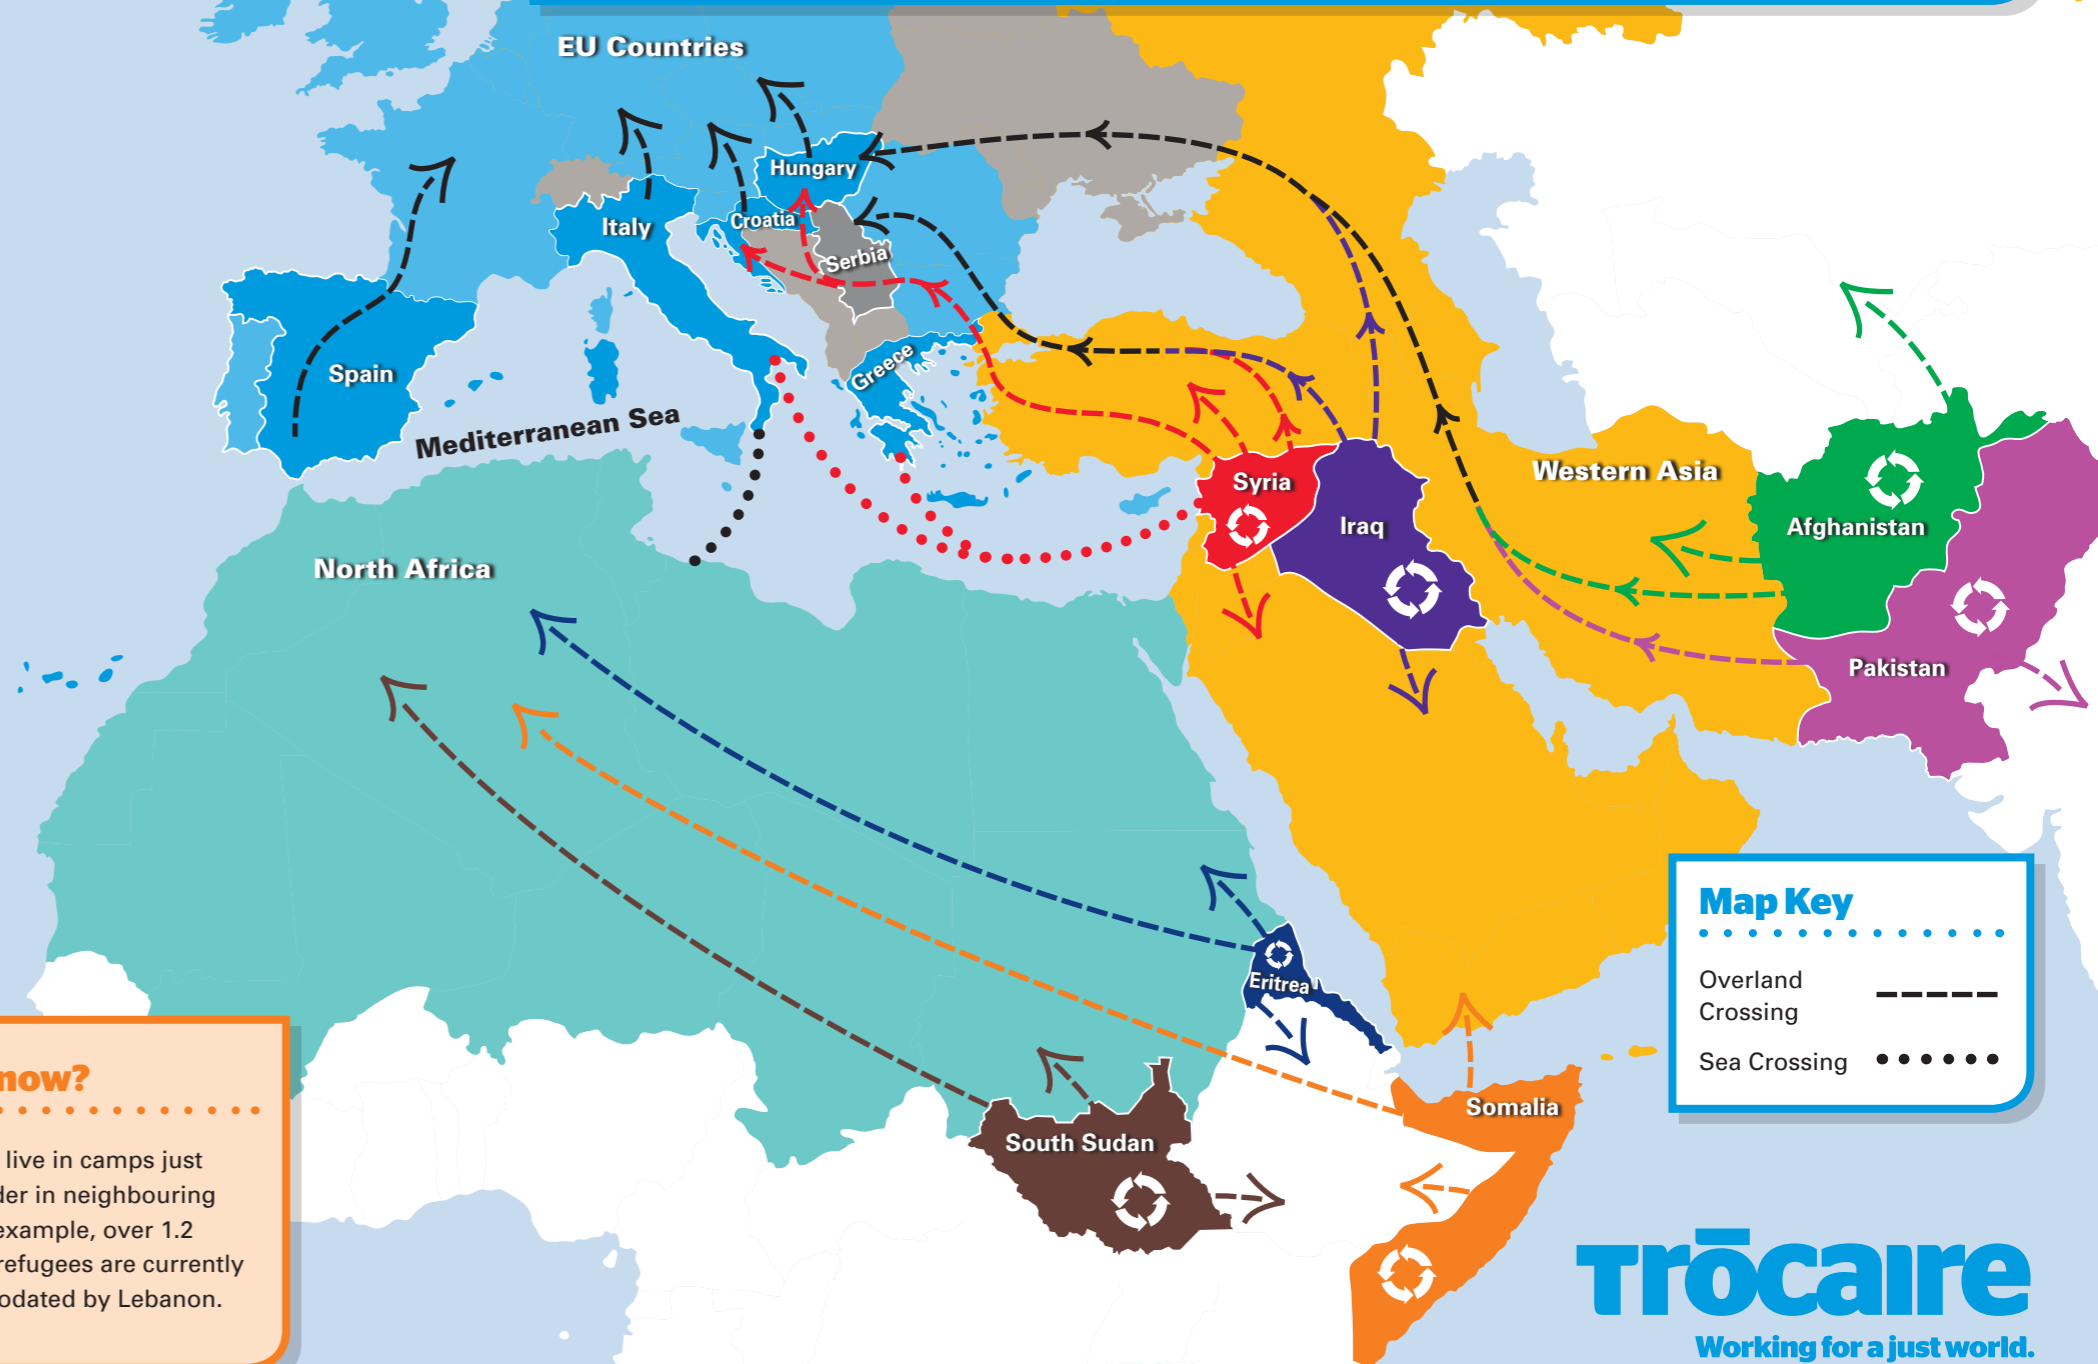 EU Countries
Hungary
Italy
Croatia
Serbia
Spain
Greece
Mediterranean Sea
Syria
Western Asia
Iraq
Afghanistan
North Africa
Pakistan
Map Key
Overland
Crossing
Sea Crossing
Eritrea
Somalia
South Sudan
now?
live in camps just
der in neighbouring
example, over 1.2
refugees are currently
odated by Lebanon.
Trōcaire
Working for a just world.